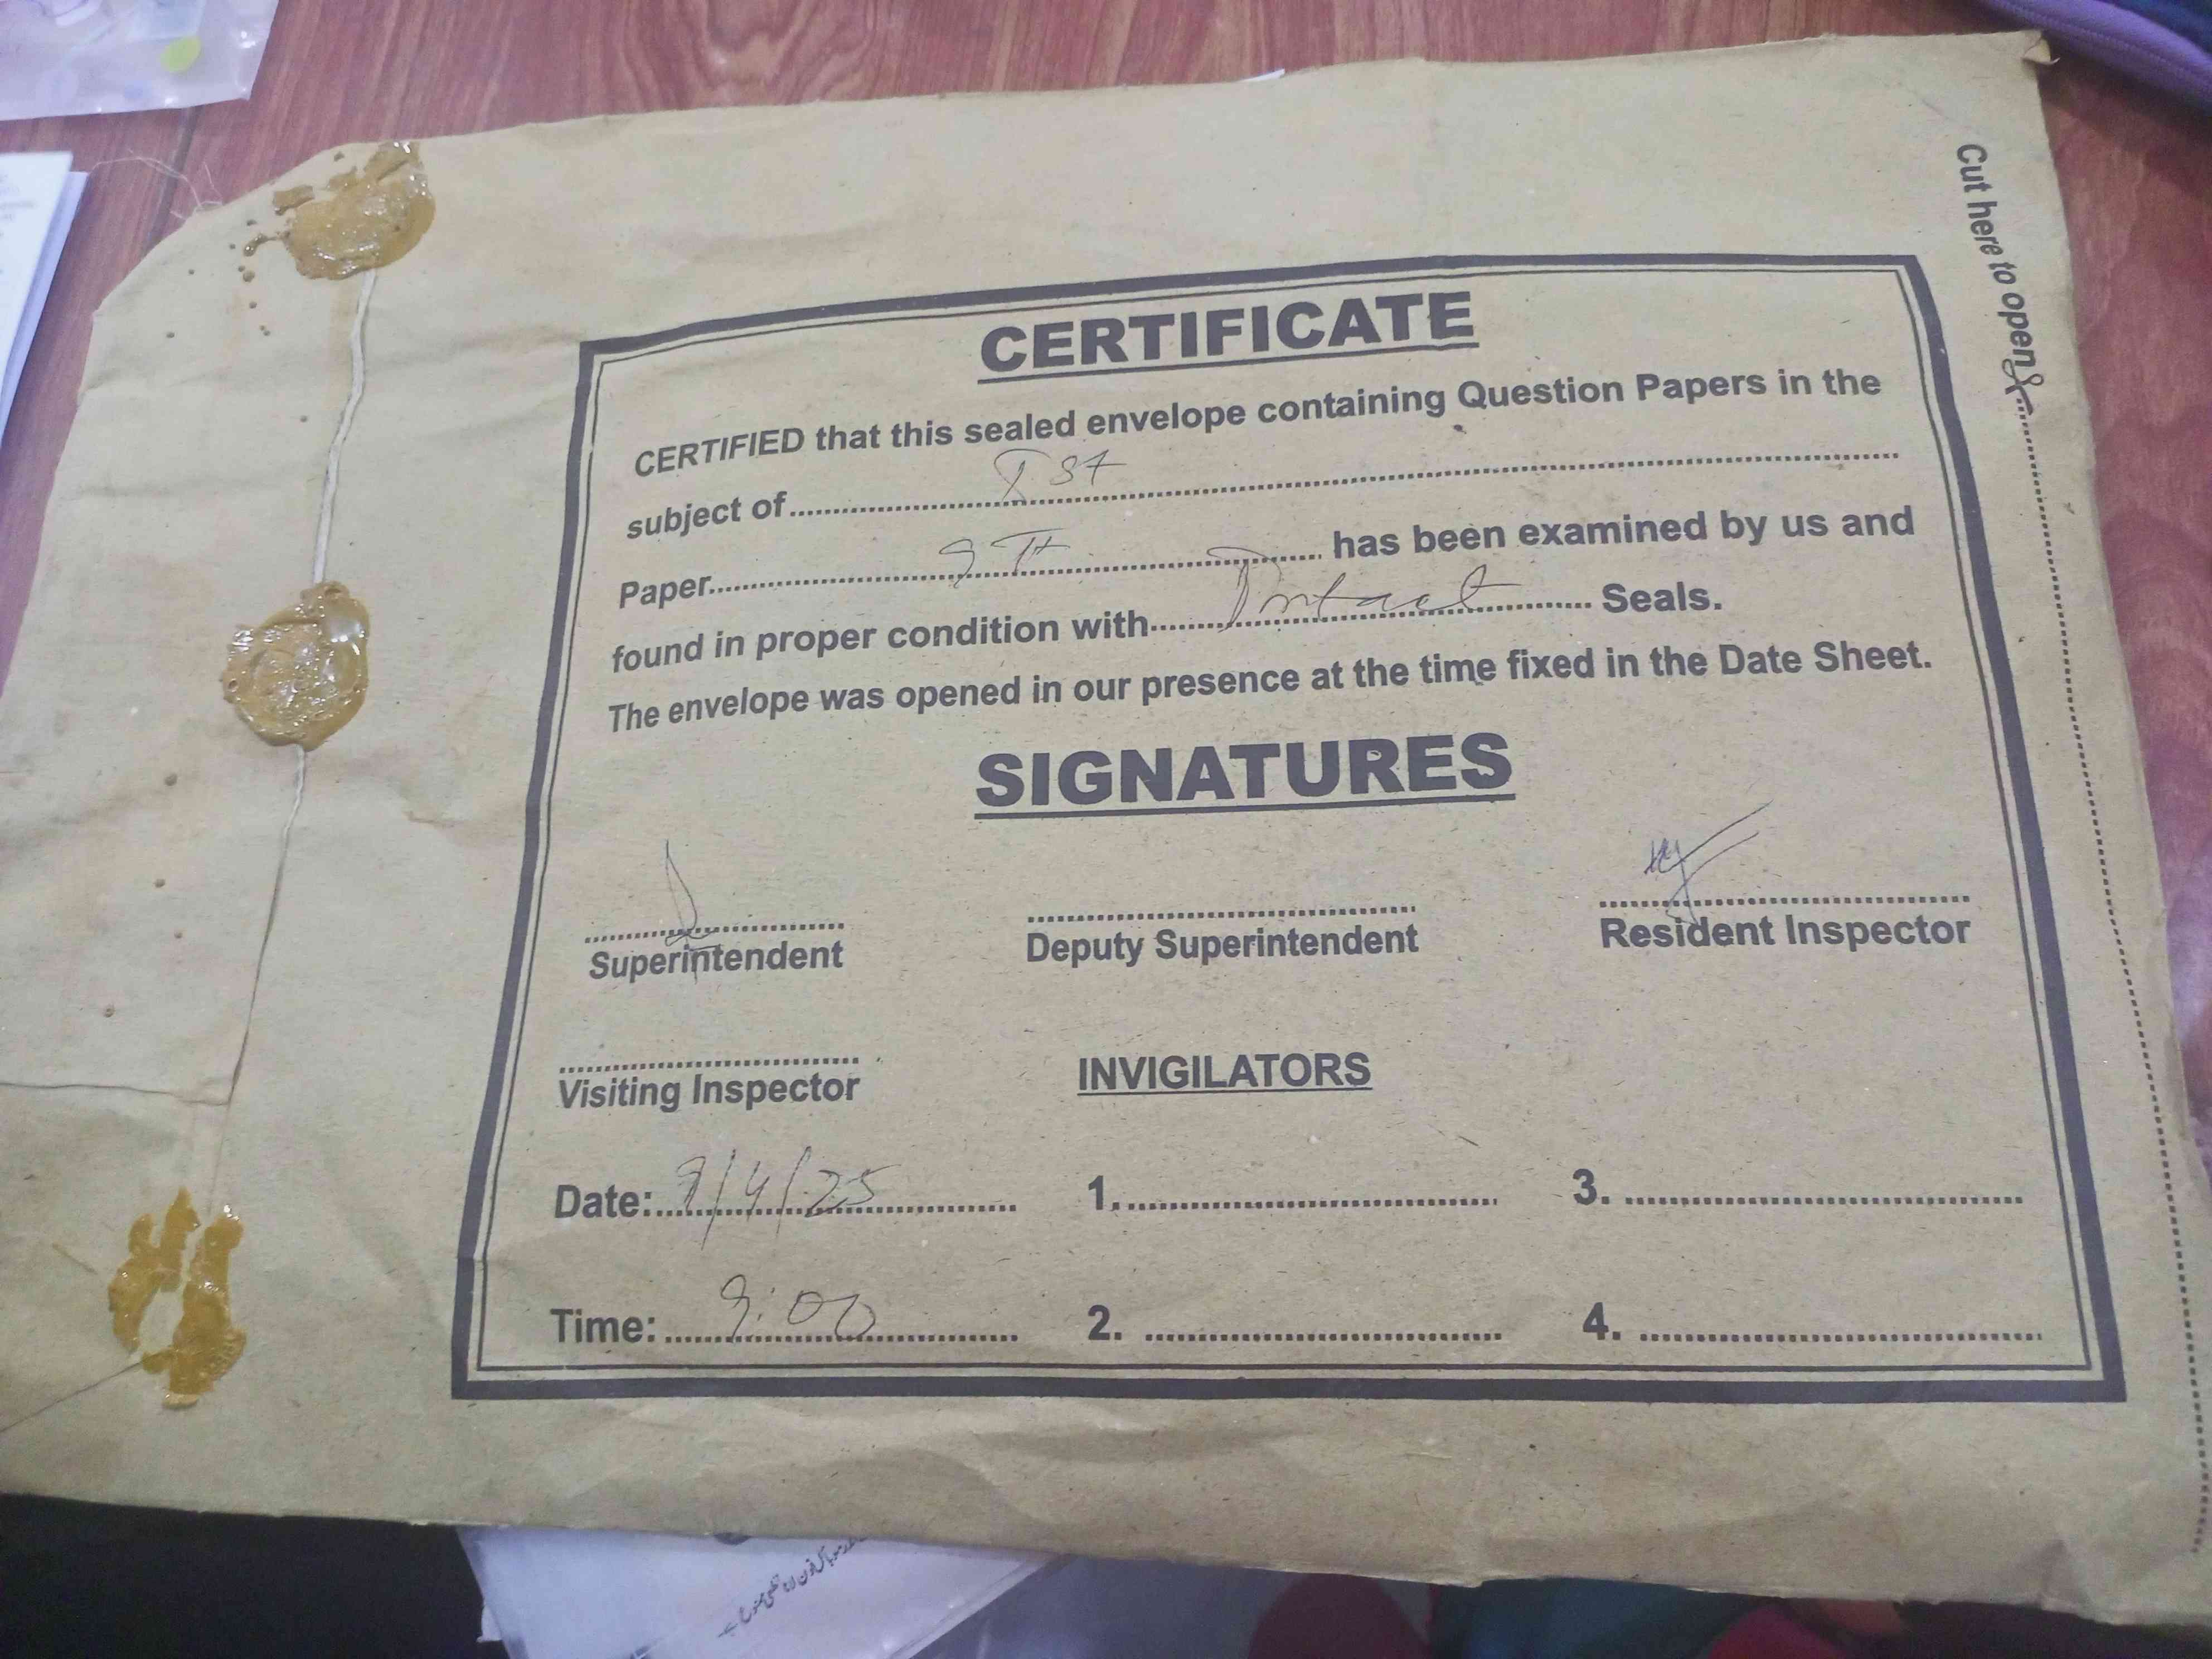 Cut here to open
CERTIFICATE
CERTIFIED that this sealed envelope containing Question Papers in the
subject of
Paper 9TH has been examined by us and
found in proper condition with Intact Seals.
The envelope was opened in our presence at the time fixed in the Date Sheet.
SIGNATURES
Superintendent Deputy Superintendent Resident Inspector
Visiting Inspector INVIGILATORS
Date: /4/25 1. 3.
Time: 9:00 2. 4.